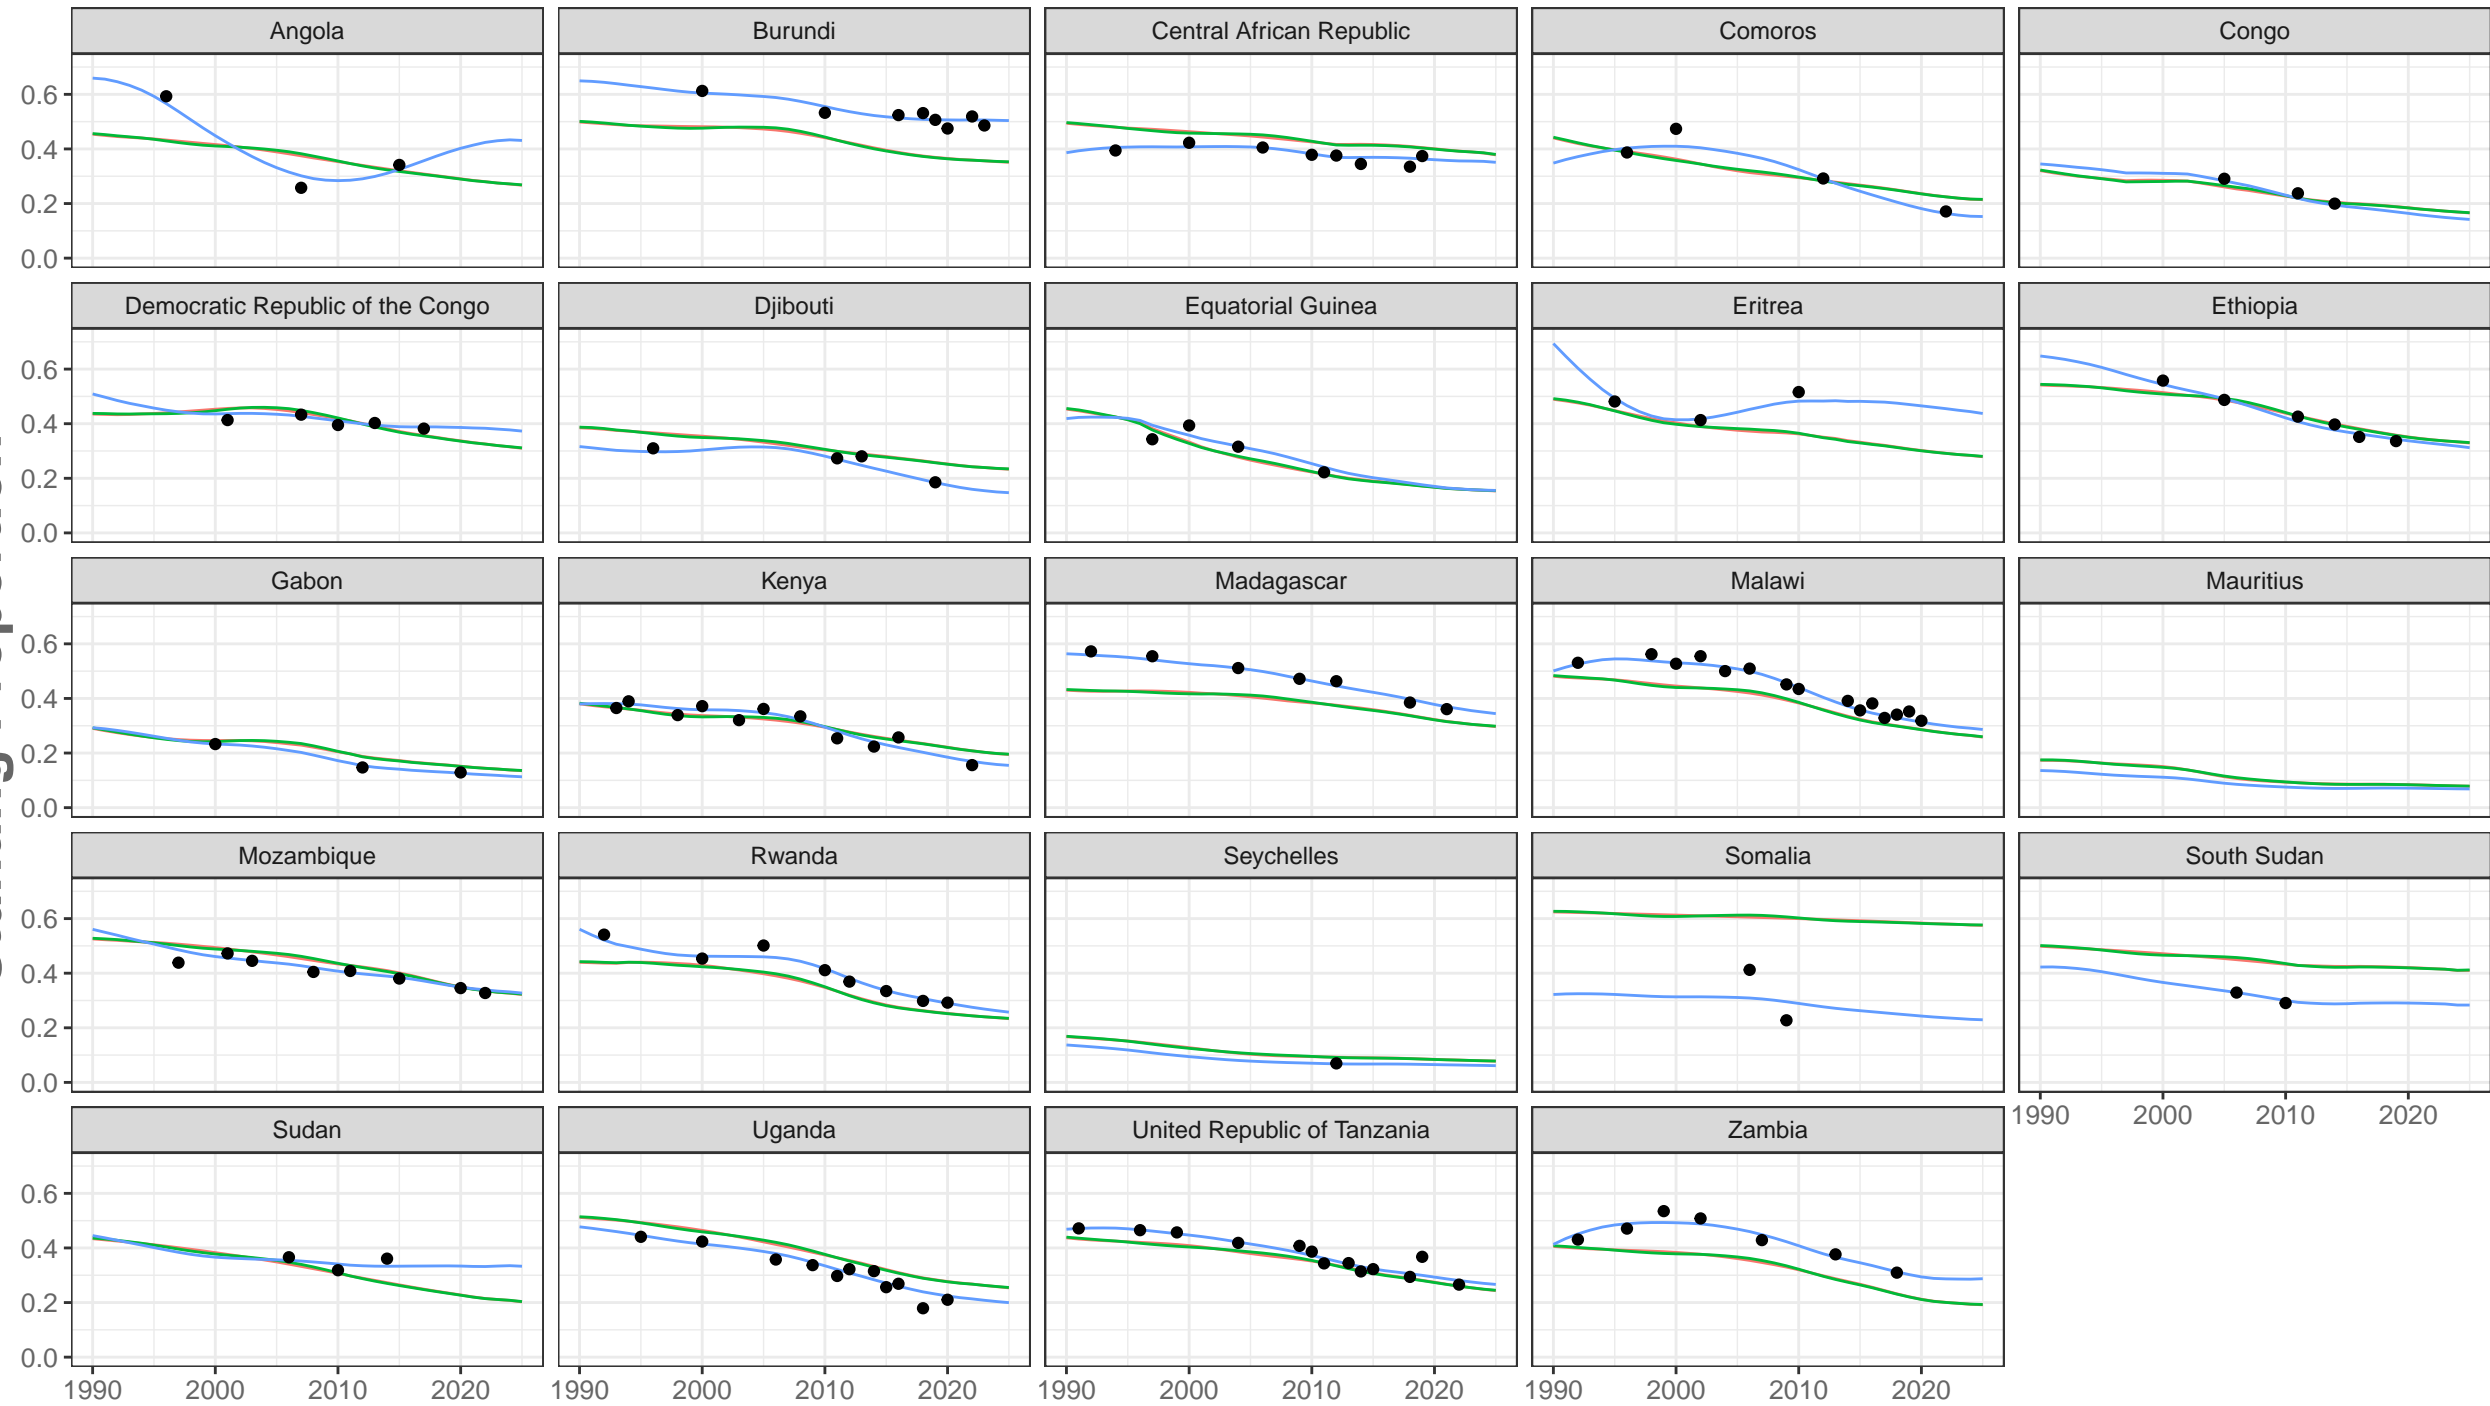 Angola Burundi Central African Republic Comoros Congo
0.6
0.4
0.2
0.0
Democratic Republic of the Congo Djibouti Equatorial Guinea Eritrea Ethiopia
0.6
0.4
0.2
0.0
Gabon Kenya Madagascar Malawi Mauritius
0.6
0.4
0.2
0.0
Mozambique Rwanda Seychelles Somalia South Sudan
0.6
0.4
0.2
0.0
1990 2000 2010 2020
Sudan Uganda United Republic of Tanzania Zambia
0.6
0.4
0.2
0.0
1990 2000 2010 2020 1990 2000 2010 2020 1990 2000 2010 2020 1990 2000 2010 2020